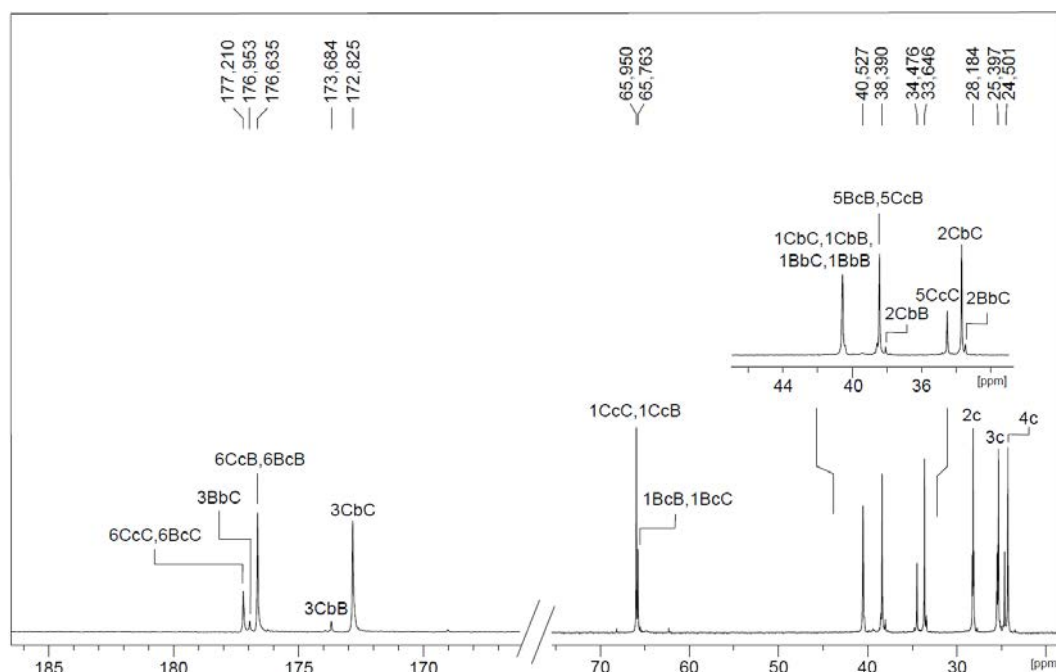 177,210
176,953
176,635
173,684
172,825
65,950
65,763
40,527
38,390
34,476
33,646
28,184
25,397
24,501
5BcB,5CcB
1CbC,1CbB,
1BbC,1BbB
2CbC
5CcC
2BbC
2CbB
44 40 36 [ppm]
1CcC,1CcB
2c
4c
3c
6CcB,6BcB
3BbC
3CbC
1BcB,1BcC
6CcC,6BcC
3CbB
185 180 175 170 70 60 50 40 30 [ppm]